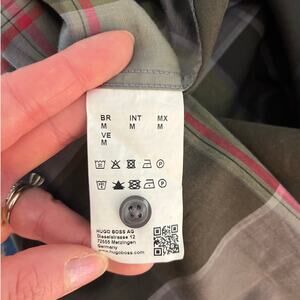 BR INT MX
M M M
VE
M
HUGO BOSS AG
Dieselstrasse 12
72555 Metzingen
Germany
www.hugoboss.com